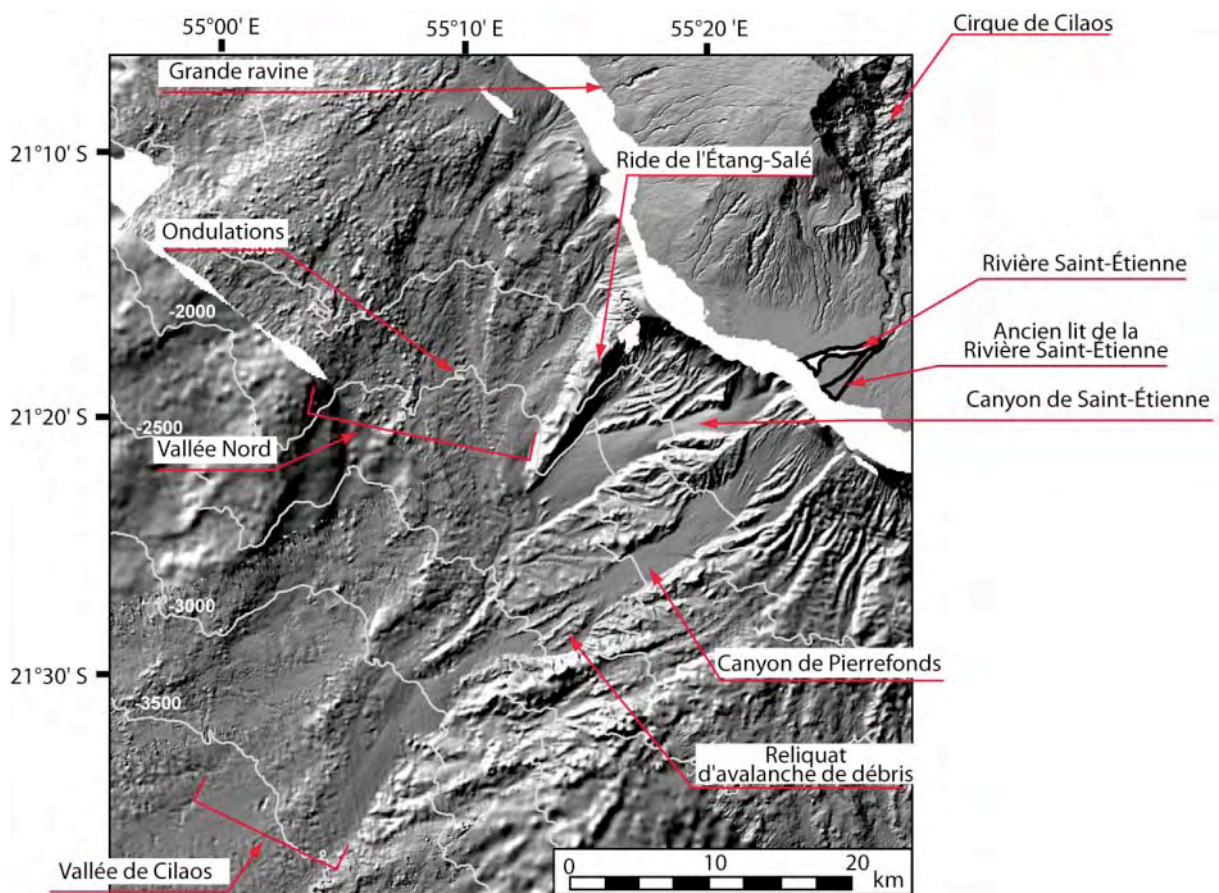 55°00' E
55°10' E
55°20' E
Cirque de Cilaos
Grande ravine
21°10' S
Ride de l'Étang-Salé
Ondulations
Rivière Saint-Étienne
-2000
Ancien lit de la
Rivière Saint-Étienne
21°20' S
-2500
Canyon de Saint-Étienne
Vallée Nord
-3000
21°30' S
Canyon de Pierrefonds
-3500
Reliquat
d'avalanche de débris
Vallée de Cilaos
0 10 20
km